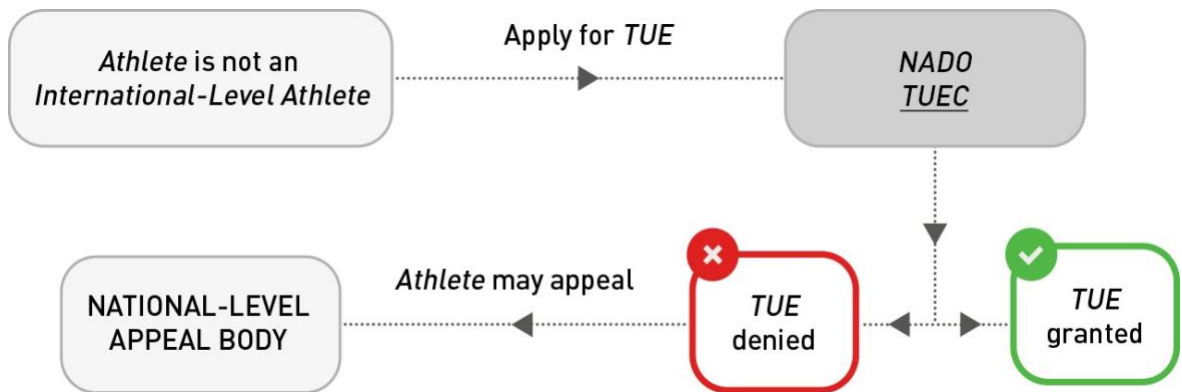 Athlete is not an
International-Level Athlete
Apply for TUE
NADO
TUEC
NATIONAL-LEVEL
APPEAL BODY
Athlete may appeal
TUE
denied
TUE
granted